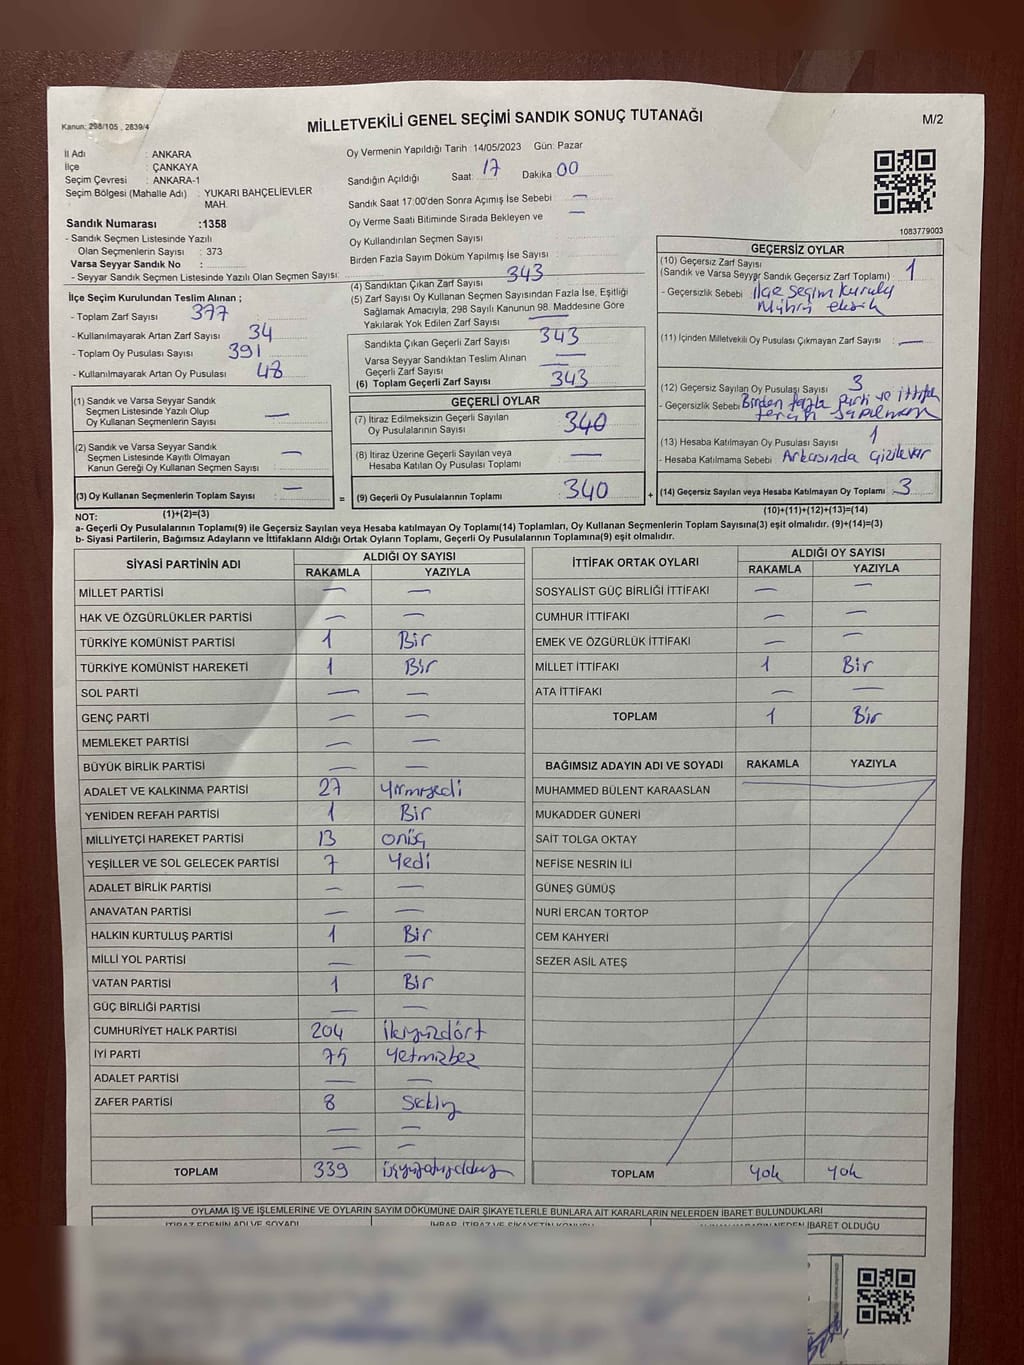 Kanun: 298/105 , 2839/4
MİLLETVEKİLİ GENEL SEÇİMİ SANDIK SONUÇ TUTANAĞI
M/2
İl Adı : ANKARA
İlçe : ÇANKAYA
Seçim Çevresi : ANKARA-1
Seçim Bölgesi (Mahalle Adı) : YUKARI BAHÇELİEVLER MAH.
Sandık Numarası :1358
- Sandık Seçmen Listesinde Yazılı
Olan Seçmenlerin Sayısı : 373
Varsa Seyyar Sandık No :
- Seyyar Sandık Seçmen Listesinde Yazılı Olan Seçmen Sayısı:
Oy Vermenin Yapıldığı Tarih :14/05/2023 Gün: Pazar
Sandığın Açıldığı Saat: 17 Dakika 00
Sandık Saat 17:00'den Sonra Açımış İse Sebebi : —
Oy Verme Saati Bitiminde Sırada Bekleyen ve —
Oy Kullandırılan Seçmen Sayısı
Birden Fazla Sayım Döküm Yapılmış İse Sayısı :
1083779003
İlçe Seçim Kurulundan Teslim Alınan ;
- Toplam Zarf Sayısı : 377
- Kullanılmayarak Artan Zarf Sayısı : 34
- Toplam Oy Pusulası Sayısı : 391
- Kullanılmayarak Artan Oy Pusulası : 48
(1) Sandık ve Varsa Seyyar Sandık
Seçmen Listesinde Yazılı Olup
Oy Kullanan Seçmenlerin Sayısı : —
(2) Sandık ve Varsa Seyyar Sandık
Seçmen Listesinde Kayıtlı Olmayan
Kanun Gereği Oy Kullanan Seçmen Sayısı : —
(3) Oy Kullanan Seçmenlerin Toplam Sayısı : —
(4) Sandıktan Çıkan Zarf Sayısı : 343
(5) Zarf Sayısı Oy Kullanan Seçmen Sayısından Fazla İse, Eşitliği
Sağlamak Amacıyla, 298 Sayılı Kanunun 98. Maddesine Göre
Yakılarak Yok Edilen Zarf Sayısı : —
Sandıkta Çıkan Geçerli Zarf Sayısı : 343
Varsa Seyyar Sandıktan Teslim Alınan
Geçerli Zarf Sayısı : —
(6) Toplam Geçerli Zarf Sayısı : 343
GEÇERLİ OYLAR
(7) İtiraz Edilmeksizin Geçerli Sayılan
Oy Pusulalarının Sayısı : 340
(8) İtiraz Üzerine Geçerli Sayılan veya
Hesaba Katılan Oy Pusulası Toplamı : —
= (9) Geçerli Oy Pusulalarının Toplamı : 340 +
GEÇERSİZ OYLAR
(10) Geçersiz Zarf Sayısı
(Sandık ve Varsa Seyyar Sandık Geçersiz Zarf Toplamı) : 1
- Geçersizlik Sebebi : İlçe Seçim Kurulu
Mührü eksik
(11) İçinden Milletvekili Oy Pusulası Çıkmayan Zarf Sayısı : —
(12) Geçersiz Sayılan Oy Pusulası Sayısı : 3
- Geçersizlik Sebebi : Birden fazla Parti ve ittifak
tercih yapılması
(13) Hesaba Katılmayan Oy Pusulası Sayısı : 1
- Hesaba Katılmama Sebebi : Arkasında Çizik var
(14) Geçersiz Sayılan veya Hesaba Katılmayan Oy Toplamı : 3
NOT: (1)+(2)=(3)
(10)+(11)+(12)+(13)=(14)
a- Geçerli Oy Pusulalarının Toplamı(9) ile Geçersiz Sayılan veya Hesaba katılmayan Oy Toplamı(14) Toplamları, Oy Kullanan Seçmenlerin Toplam Sayısına(3) eşit olmalıdır. (9)+(14)=(3)
b- Siyasi Partilerin, Bağımsız Adayların ve İttifakların Aldığı Ortak Oyların Toplamı, Geçerli Oy Pusulalarının Toplamına(9) eşit olmalıdır.
SİYASİ PARTİNİN ADI ALDIĞI OY SAYISI
RAKAMLA YAZIYLA
MİLLET PARTİSİ — —
HAK VE ÖZGÜRLÜKLER PARTİSİ — —
TÜRKİYE KOMÜNİST PARTİSİ 1 Bir
TÜRKİYE KOMÜNİST HAREKETİ 1 Bir
SOL PARTİ — —
GENÇ PARTİ — —
MEMLEKET PARTİSİ — —
BÜYÜK BİRLİK PARTİSİ — —
ADALET VE KALKINMA PARTİSİ 27 Yirmiyedi
YENİDEN REFAH PARTİSİ 1 Bir
MİLLİYETÇİ HAREKET PARTİSİ 13 onüç
YEŞİLLER VE SOL GELECEK PARTİSİ 7 Yedi
ADALET BİRLİK PARTİSİ — —
ANAVATAN PARTİSİ — —
HALKIN KURTULUŞ PARTİSİ 1 Bir
MİLLİ YOL PARTİSİ — —
VATAN PARTİSİ 1 Bir
GÜÇ BİRLİĞİ PARTİSİ — —
CUMHURİYET HALK PARTİSİ 204 ikiyüzdört
İYİ PARTİ 75 Yetmişbeş
ADALET PARTİSİ — —
ZAFER PARTİSİ 8 Sekiz
— —
— —
TOPLAM 339 üçyüzotuzdokuz
İTTİFAK ORTAK OYLARI ALDIĞI OY SAYISI
RAKAMLA YAZIYLA
SOSYALİST GÜÇ BİRLİĞİ İTTİFAKI — —
CUMHUR İTTİFAKI — —
EMEK VE ÖZGÜRLÜK İTTİFAKI — —
MİLLET İTTİFAKI 1 Bir
ATA İTTİFAKI — —
TOPLAM 1 Bir
BAĞIMSIZ ADAYIN ADI VE SOYADI RAKAMLA YAZIYLA
MUHAMMED BÜLENT KARAASLAN
MUKADDER GÜNERİ
SAİT TOLGA OKTAY
NEFİSE NESRİN İLİ
GÜNEŞ GÜMÜŞ
NURİ ERCAN TORTOP
CEM KAHYERİ
SEZER ASİL ATEŞ
TOPLAM Yok Yok
OYLAMA İŞ VE İŞLEMLERİNE VE OYLARIN SAYIM DÖKÜMÜNE DAİR ŞİKAYETLERLE BUNLARA AİT KARARLARIN NELERDEN İBARET BULUNDUKLARI
İTİRAZ EDENİN ADI VE SOYADI İHBAR, İTİRAZ VE ŞİKAYETİN KONUSU NEDEN İBARET OLDUĞU